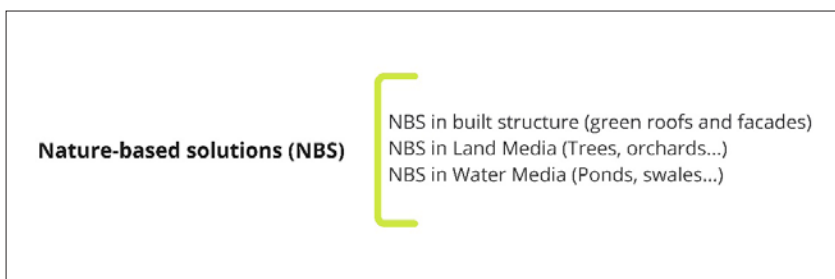 Nature-based solutions (NBS)
NBS in built structure (green roofs and facades)
NBS in Land Media (Trees, orchards...)
NBS in Water Media (Ponds, swales...)